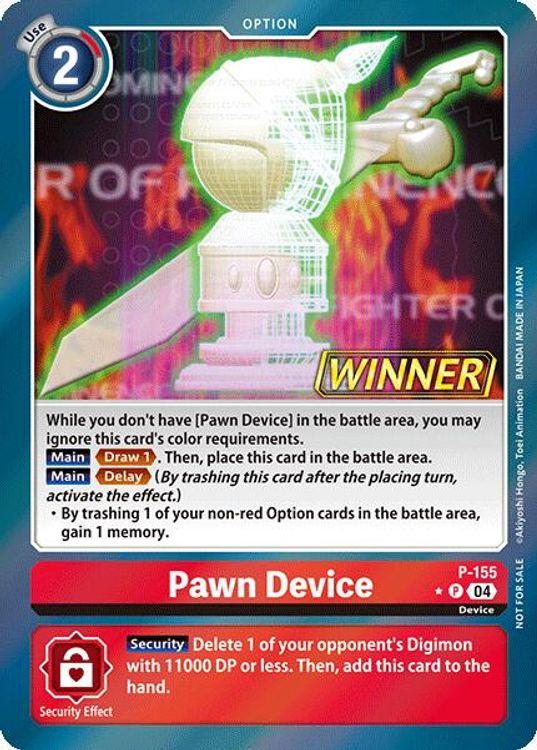 OPTION
Use
2
OMINO
R OF
NENCO
GHTER O
WINNER
While you don't have [Pawn Device] in the battle area, you may
ignore this card's color requirements.
Main Draw 1. Then, place this card in the battle area.
Main Delay (By trashing this card after the placing turn,
activate the effect.)
・By trashing 1 of your non-red Option cards in the battle area,
gain 1 memory.
Pawn Device
P-155
★ P 04
Device
Security Delete 1 of your opponent's Digimon
with 11000 DP or less. Then, add this card to the
hand.
Security Effect
NOT FOR SALE ©Akiyoshi Hongo, Toei Animation BANDAI MADE IN JAPAN